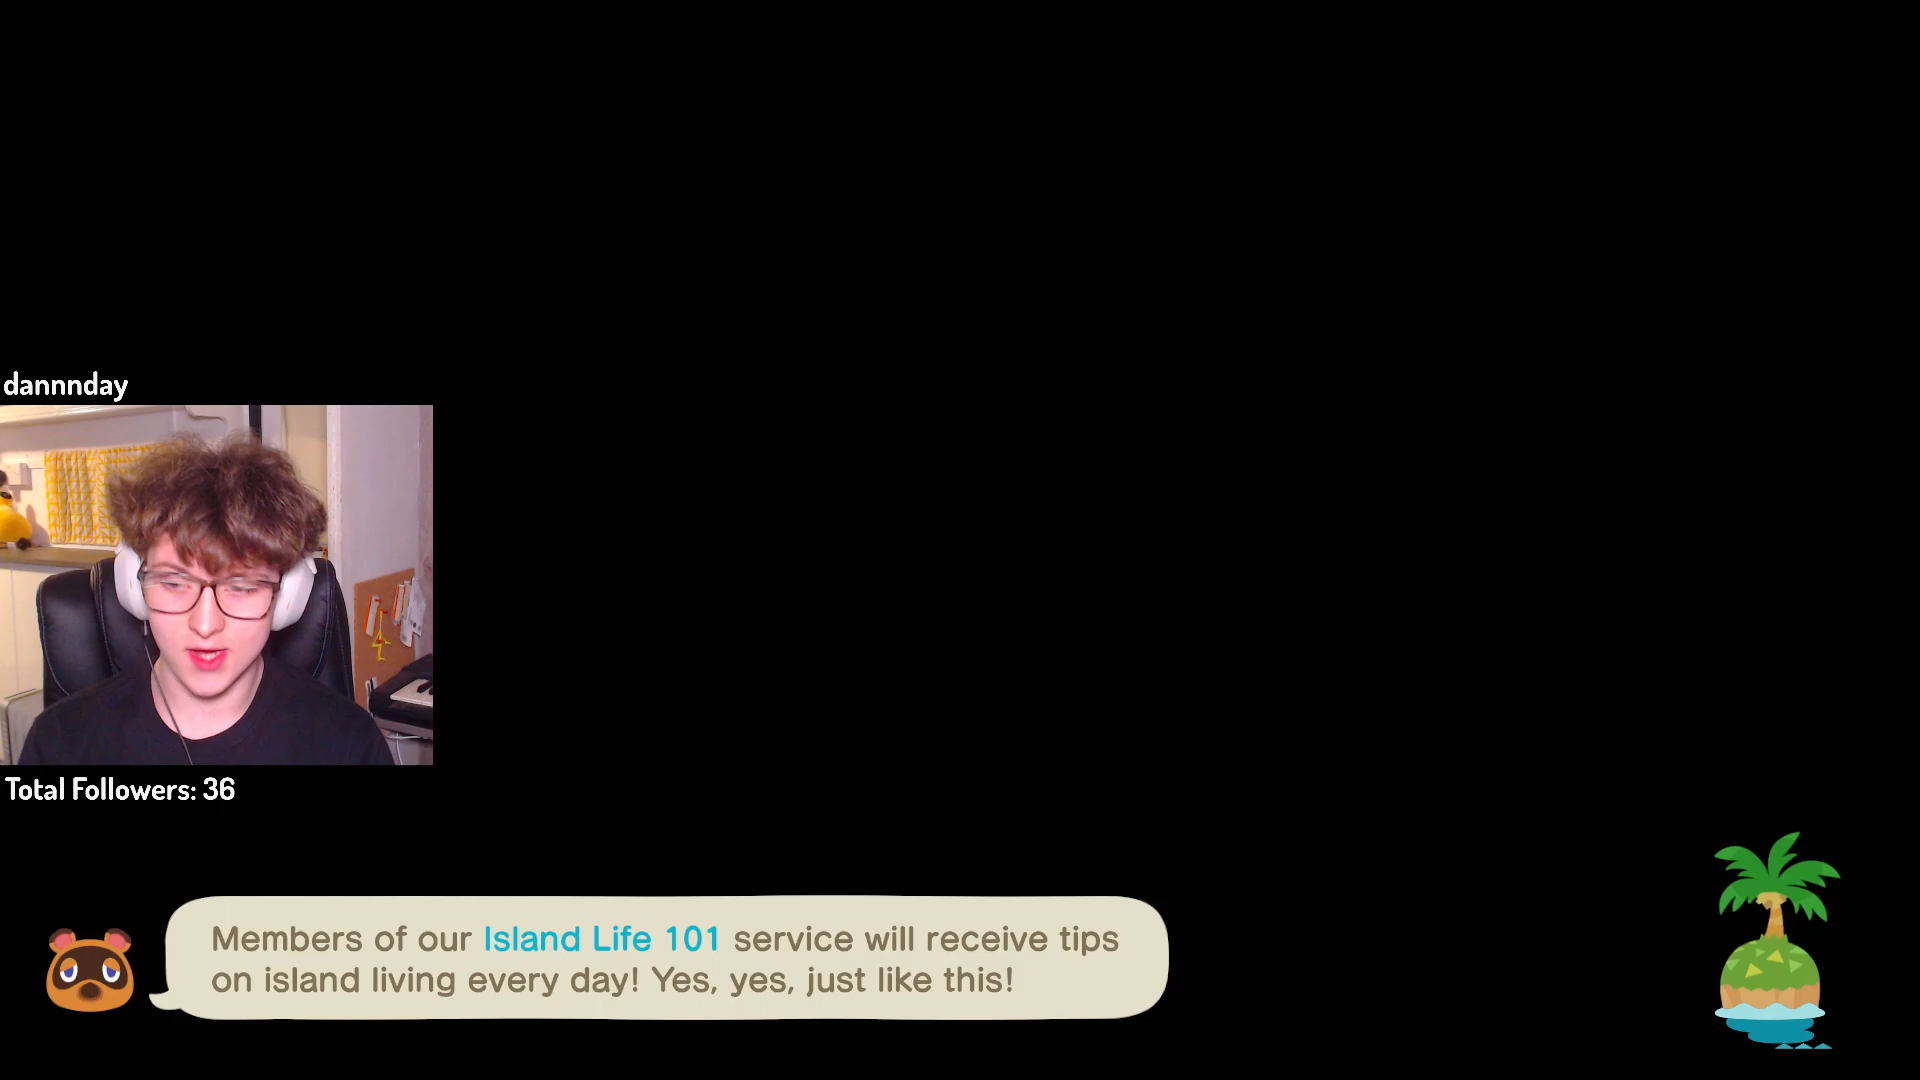 dannnday
Total Followers: 36
Members of our Island Life 101 service will receive tips
on island living every day! Yes, yes, just like this!